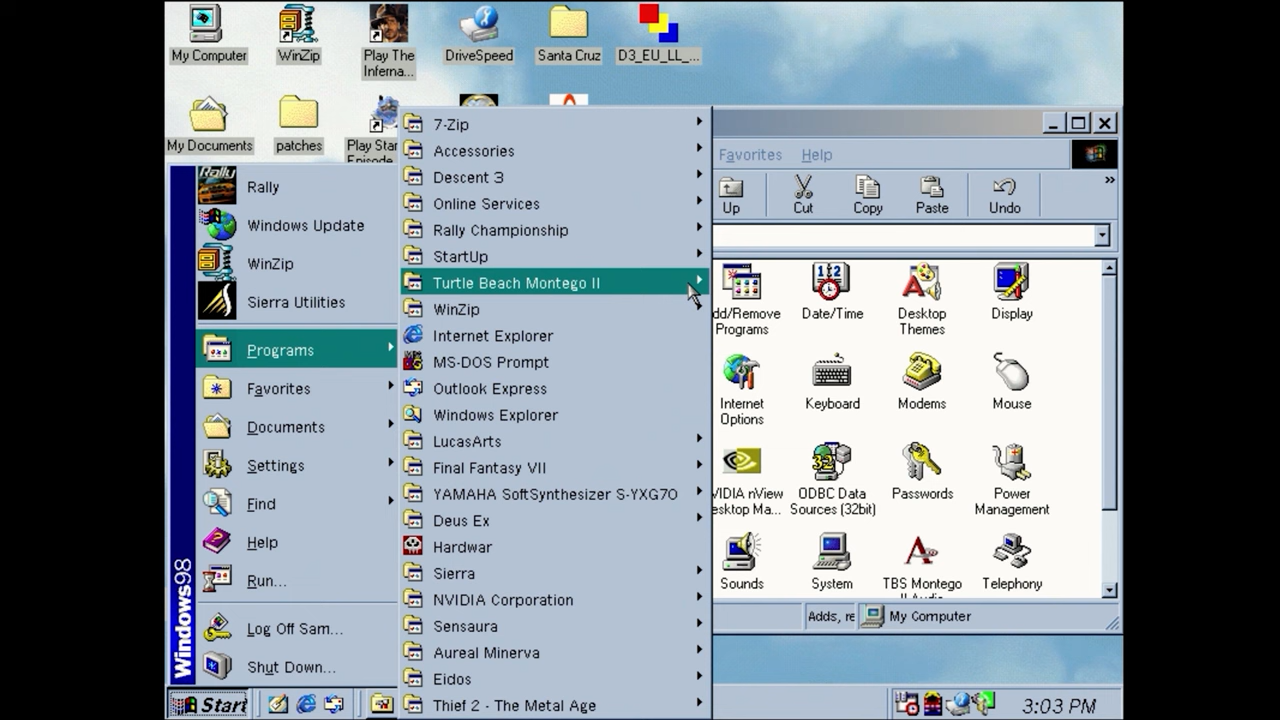 My Computer
WinZip
Play The
Inferna...
DriveSpeed
Santa Cruz
D3_EU_LL_...
My Documents
patches
Play Star
Episode
Rally
Windows Update
WinZip
Sierra Utilities
Programs
Favorites
Documents
Settings
Find
Help
Run...
Log Off Sam...
Shut Down...
Windows98
7-Zip
Accessories
Descent 3
Online Services
Rally Championship
StartUp
Turtle Beach Montego II
WinZip
Internet Explorer
MS-DOS Prompt
Outlook Express
Windows Explorer
LucasArts
Final Fantasy VII
YAMAHA SoftSynthesizer S-YXG70
Deus Ex
Hardwar
Sierra
NVIDIA Corporation
Sensaura
Aureal Minerva
Eidos
Thief 2 - The Metal Age
Favorites Help
Up Cut Copy Paste Undo
dd/Remove
Programs
Date/Time
Desktop
Themes
Display
Internet
Options
Keyboard
Modems
Mouse
VIDIA nView
esktop Ma...
ODBC Data
Sources (32bit)
Passwords
Power
Management
Sounds
System
TBS Montego
II Audio
Telephony
Adds, re
My Computer
Start
3:03 PM